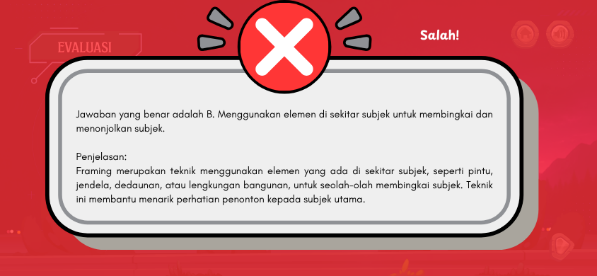 Salah!
EVALUASI
Jawaban yang benar adalah B. Menggunakan elemen di sekitar subjek untuk membingkai dan
menonjolkan subjek.
Penjelasan:
Framing merupakan teknik menggunakan elemen yang ada di sekitar subjek, seperti pintu,
jendela, dedaunan, atau lengkungan bangunan, untuk seolah-olah membingkai subjek. Teknik
ini membantu menarik perhatian penonton kepada subjek utama.